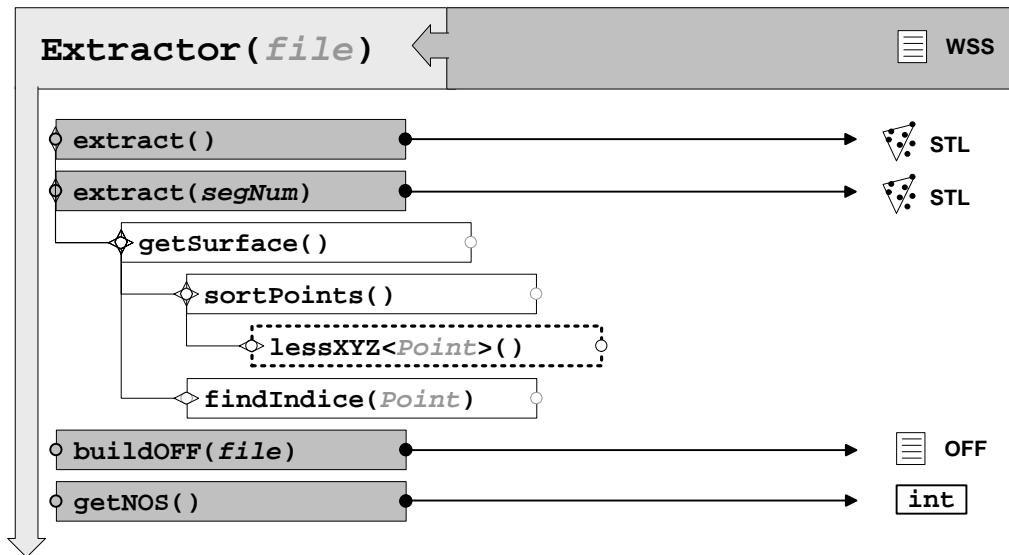 Extractor(file) WSS
extract() STL
extract(segNum) STL
getSurface()
sortPoints()
lessXYZ<Point>()
findIndice(Point)
buildOFF(file) OFF
getNOS() int